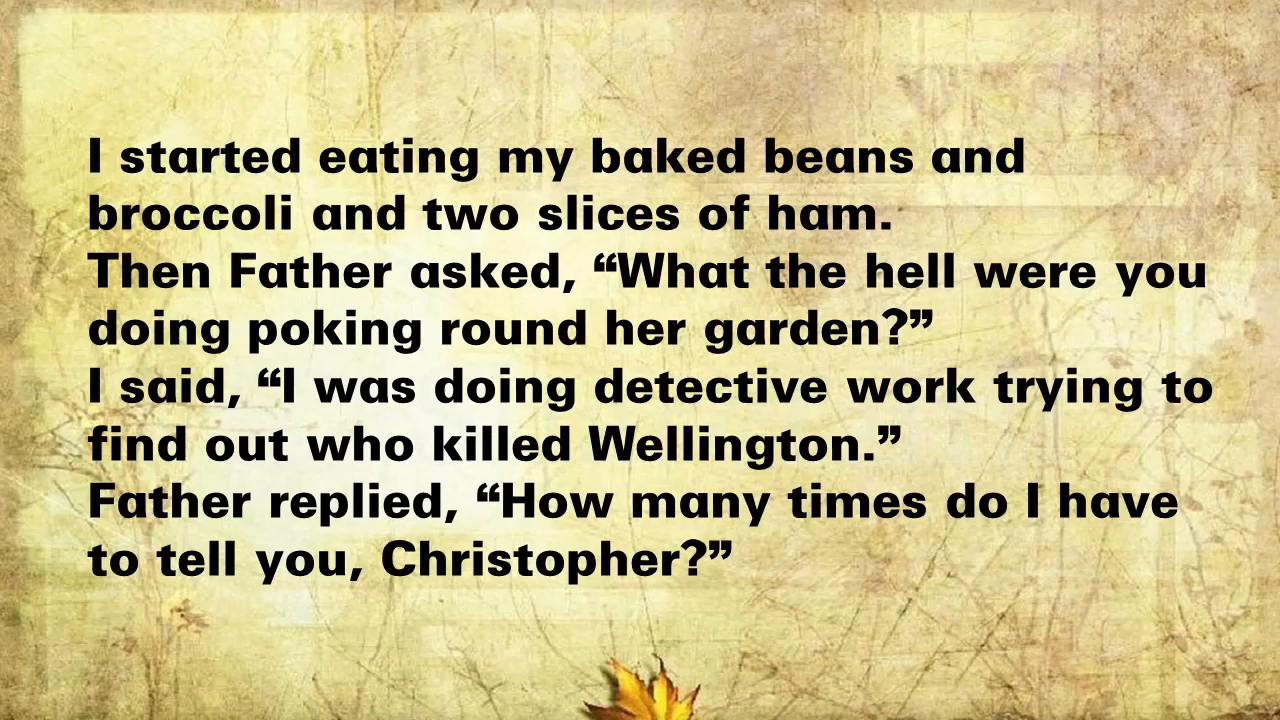 I started eating my baked beans and
broccoli and two slices of ham.
Then Father asked, “What the hell were you
doing poking round her garden?”
I said, “I was doing detective work trying to
find out who killed Wellington.”
Father replied, “How many times do I have
to tell you, Christopher?”